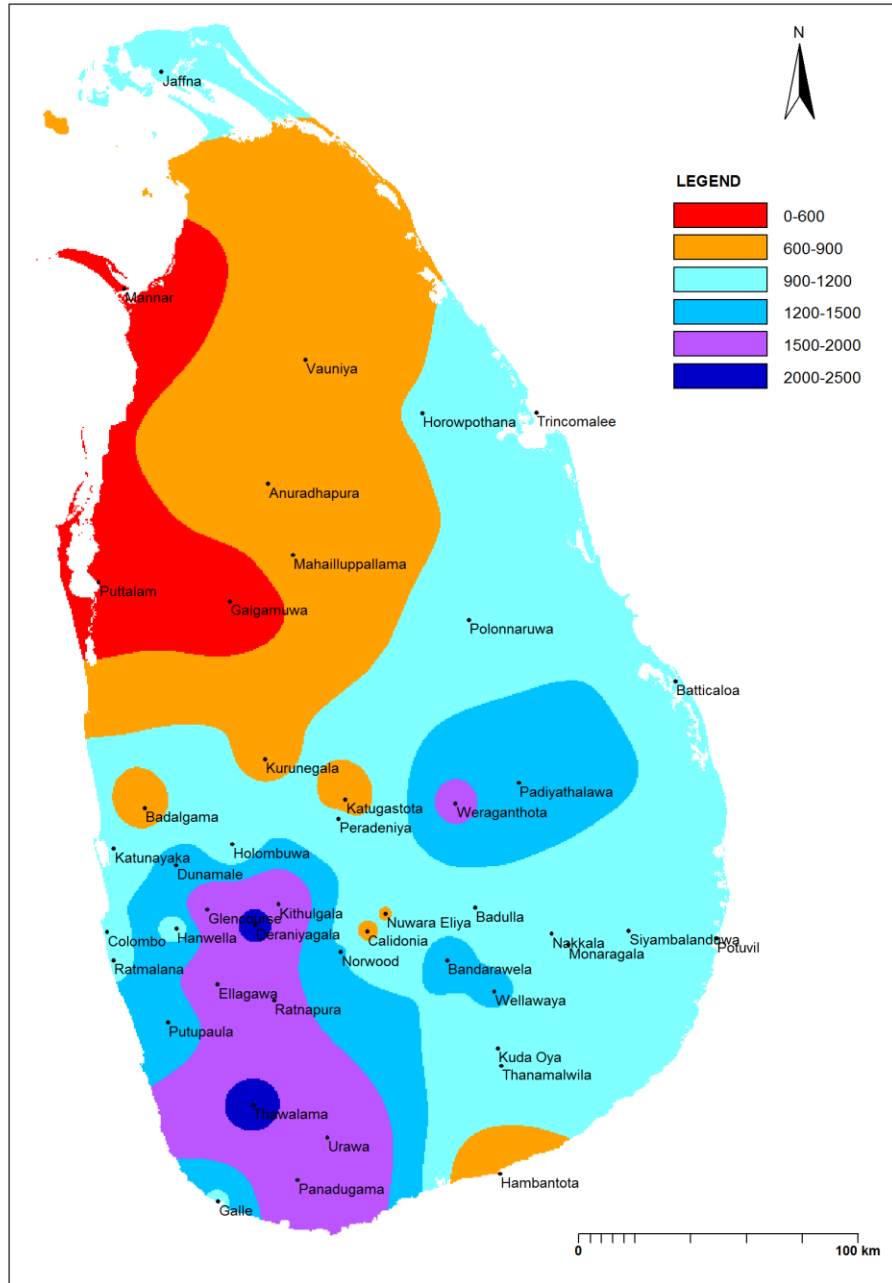 N
Jaffna
LEGEND
0-600
600-900
900-1200
1200-1500
1500-2000
2000-2500
Mannar
Vauniya
Horowpothana
Trincomalee
Anuradhapura
Mahailluppallama
Puttalam
Galgamuwa
Polonnaruwa
Batticaloa
Kurunegala
Katugastota
Padiyathalawa
Badalgama
Weraganthota
Peradeniya
Katunayaka
Holombuwa
Dunamale
Glencourse
Kithulgala
Nuwara Eliya
Badulla
Colombo
Hanwella
Deraniyagala
Calidonia
Nakkala
Siyambalanduwa
Potuvil
Monaragala
Ratmalana
Norwood
Bandarawela
Ellagawa
Wellawaya
Ratnapura
Putupaula
Kuda Oya
Thanamalwila
Thawalama
Urawa
Panadugama
Hambantota
Galle
0
100 km